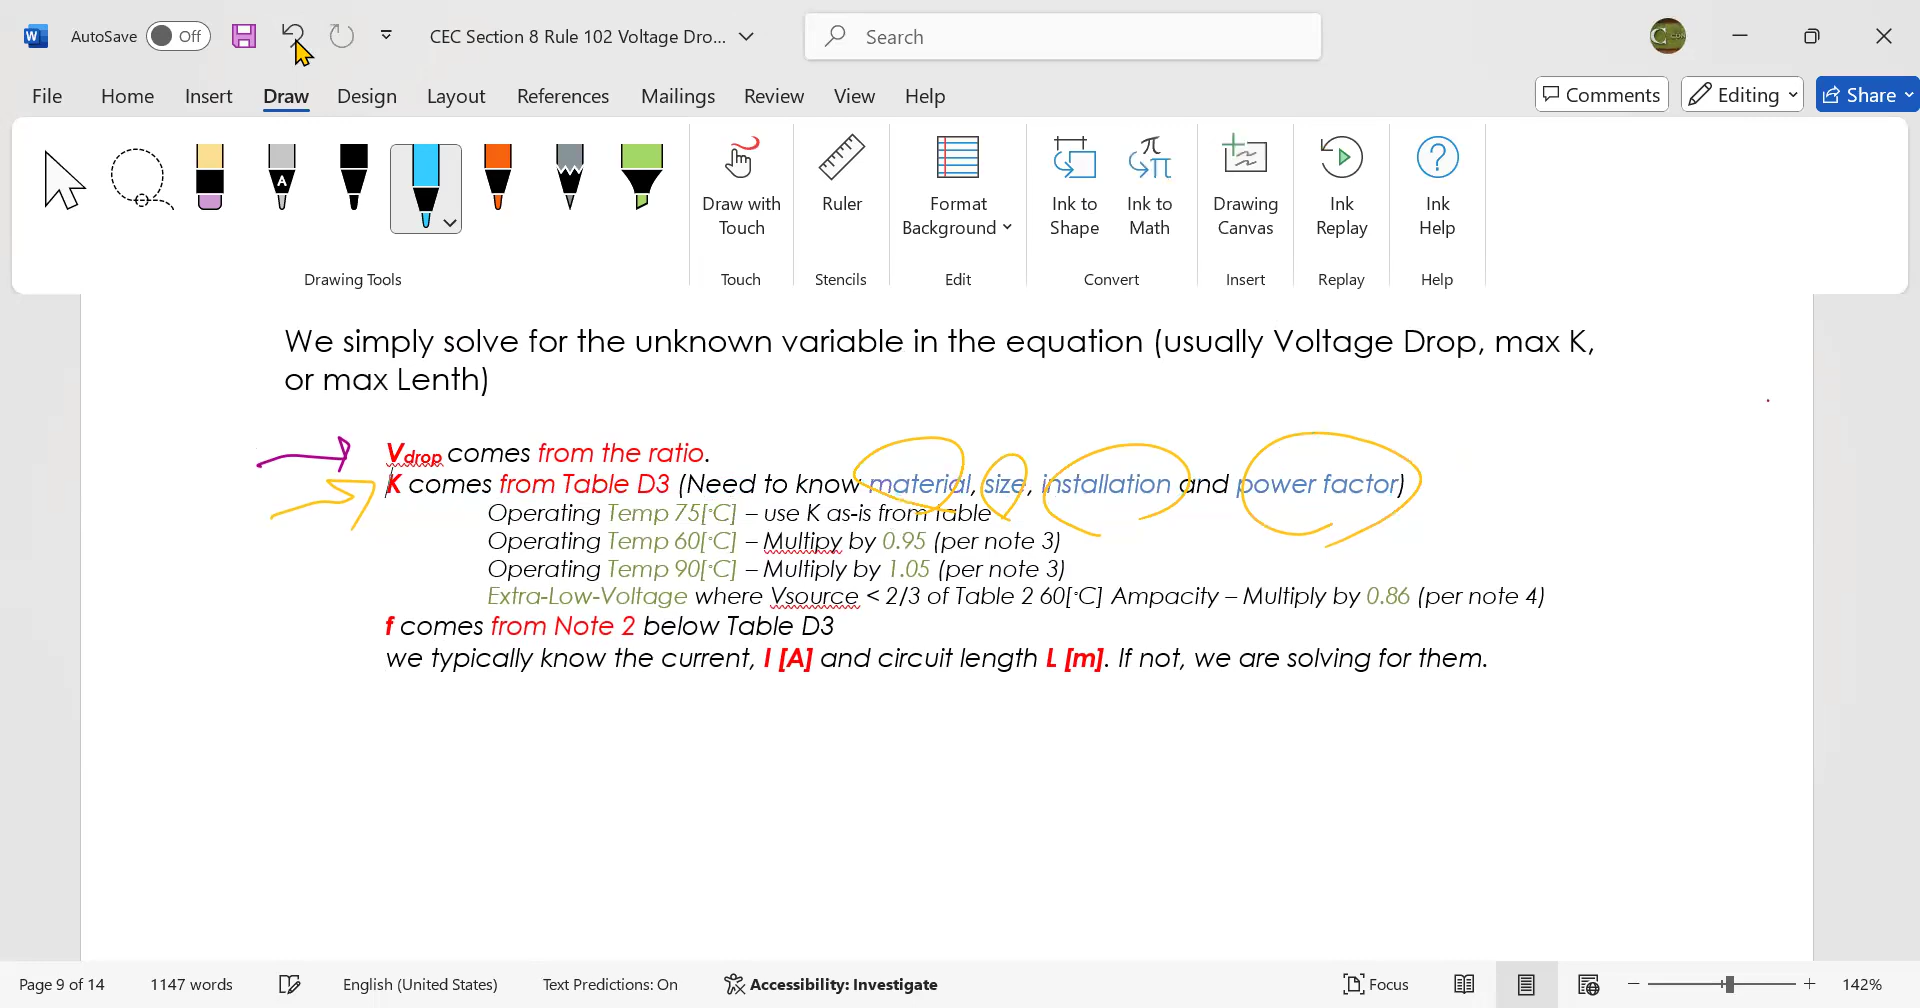 AutoSave Off CEC Section 8 Rule 102 Voltage Dro... Search
File Home Insert Draw Design Layout References Mailings Review View Help Comments Editing Share
Draw with Touch
Ruler
Format Background
Ink to Shape
Ink to Math
Drawing Canvas
Ink Replay
Ink Help
Drawing Tools Touch Stencils Edit Convert Insert Replay Help
We simply solve for the unknown variable in the equation (usually Voltage Drop, max K,
or max Lenth)
Vdrop comes from the ratio.
K comes from Table D3 (Need to know material, size, installation and power factor)
Operating Temp 75[°C] – use K as-is from table
Operating Temp 60[°C] – Multipy by 0.95 (per note 3)
Operating Temp 90[°C] – Multiply by 1.05 (per note 3)
Extra-Low-Voltage where Vsource < 2/3 of Table 2 60[°C] Ampacity – Multiply by 0.86 (per note 4)
f comes from Note 2 below Table D3
we typically know the current, I [A] and circuit length L [m]. If not, we are solving for them.
Page 9 of 14 1147 words English (United States) Text Predictions: On Accessibility: Investigate Focus 142%